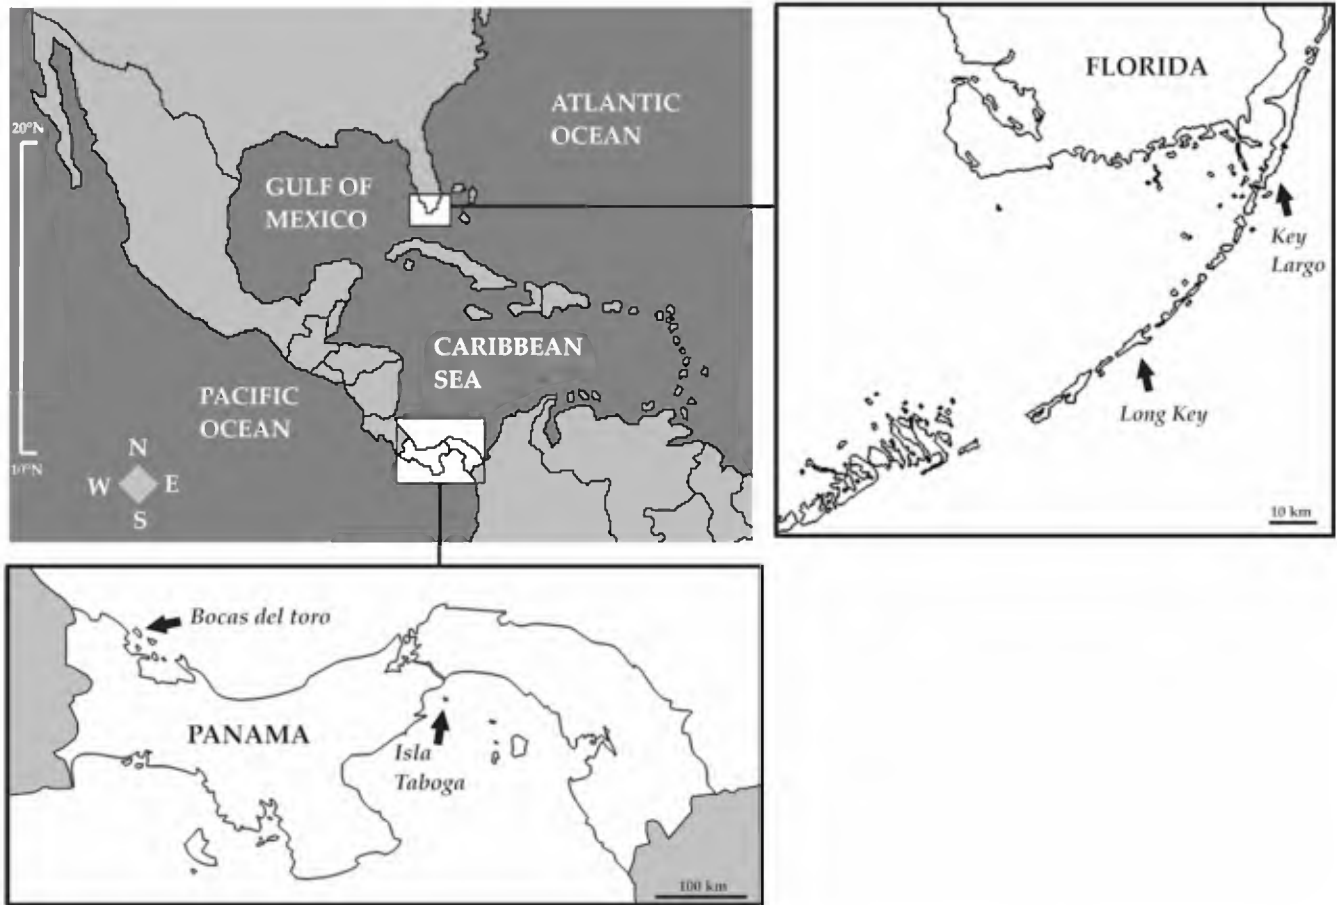 ATLANTIC
OCEAN
20°N
GULF OF
MEXICO
CARIBBEAN
SEA
PACIFIC
OCEAN
10°N
N
W E
S
FLORIDA
Key
Largo
Long Key
10 km
Bocas del toro
PANAMA
Isla
Taboga
100 km